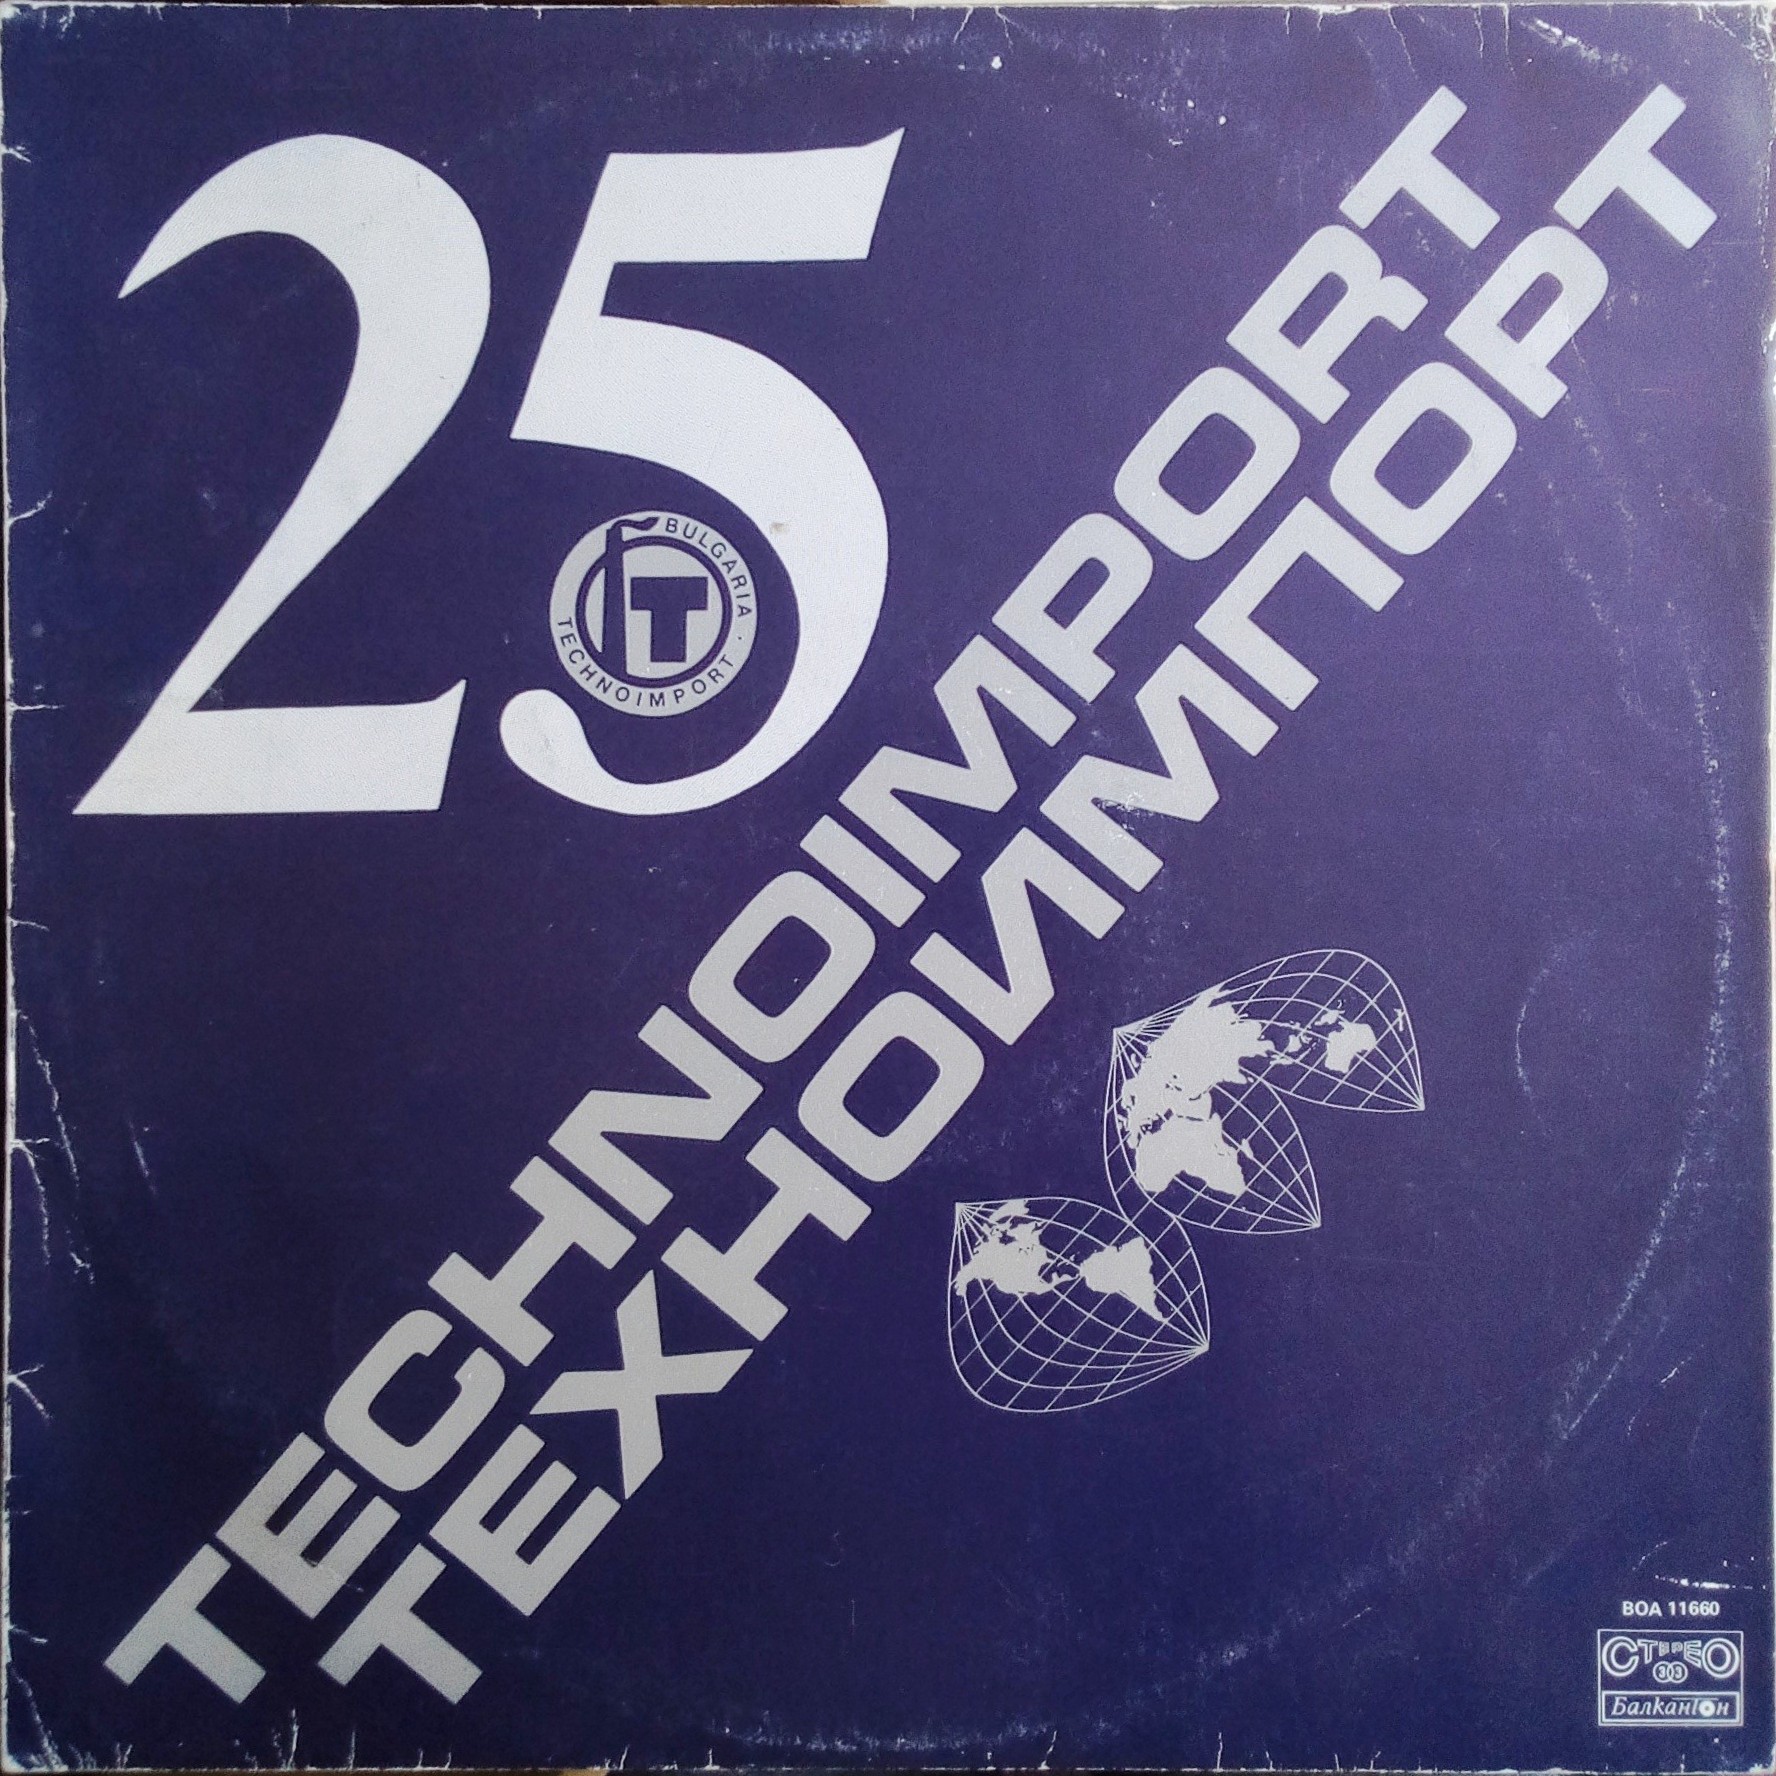 25
BULGARIA · TECHNOIMPORT
T
TECHNOIMPORT
ТЕХНОИМПОРТ
ВОА 11660
СТЕРЕО
33
Балкантон